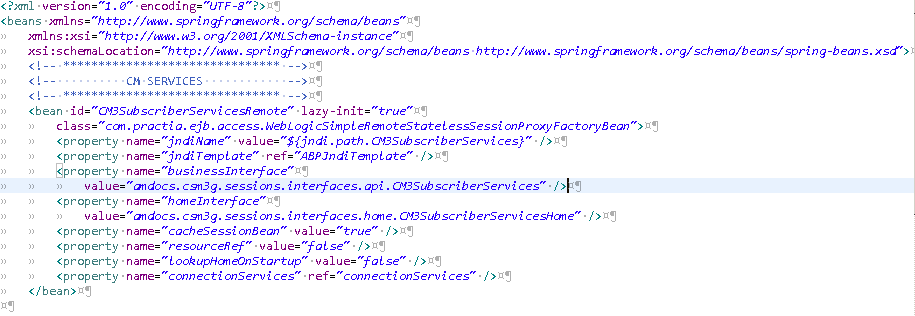 <?xml version="1.0" encoding="UTF-8"?>
<beans xmlns="http://www.springframework.org/schema/beans"
xmlns:xsi="http://www.w3.org/2001/XMLSchema-instance"
xsi:schemaLocation="http://www.springframework.org/schema/beans http://www.springframework.org/schema/beans/spring-beans.xsd">
<!-- ******************************* -->
<!--          CM SERVICES            -->
<!-- ******************************* -->
<bean id="CM3SubscriberServicesRemote" lazy-init="true"
class="com.practia.ejb.access.WebLogicSimpleRemoteStatelessSessionProxyFactoryBean">
<property name="jndiName" value="${jndi.path.CM3SubscriberServices}" />
<property name="jndiTemplate" ref="ABPJndiTemplate" />
<property name="businessInterface"
value="amdocs.csm3g.sessions.interfaces.api.CM3SubscriberServices" />
<property name="homeInterface"
value="amdocs.csm3g.sessions.interfaces.home.CM3SubscriberServicesHome" />
<property name="cacheSessionBean" value="true" />
<property name="resourceRef" value="false" />
<property name="lookupHomeOnStartup" value="false" />
<property name="connectionServices" ref="connectionServices" />
</bean>